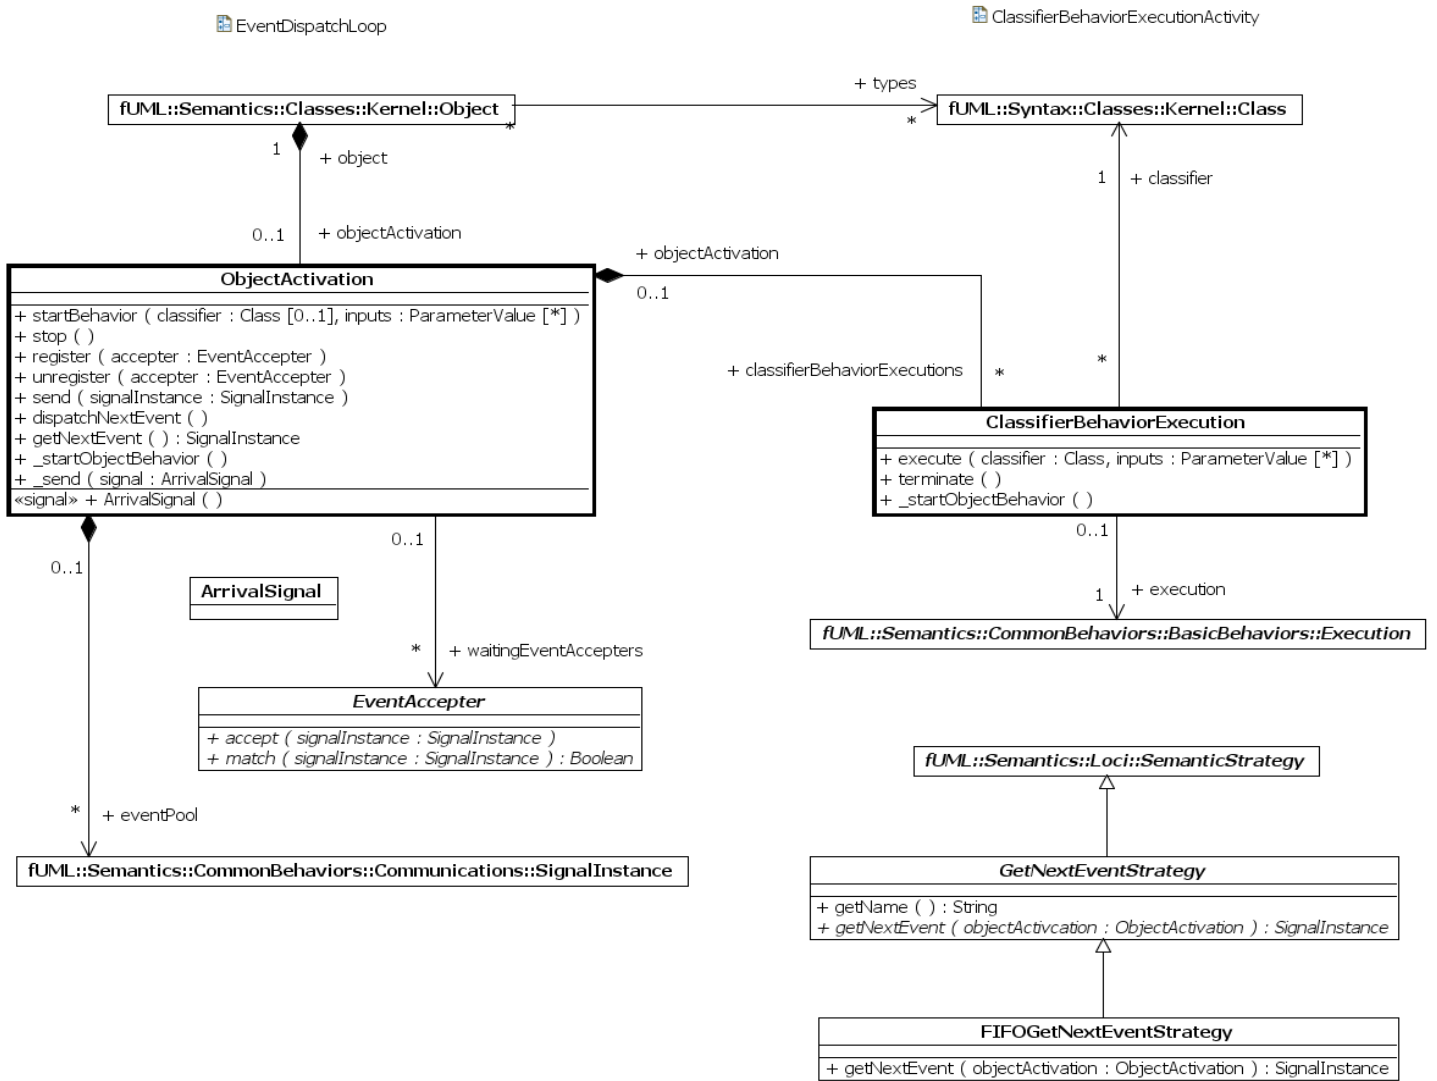 EventDispatchLoop
ClassifierBehaviorExecutionActivity
+ types
fUML::Semantics::Classes::Kernel::Object
fUML::Syntax::Classes::Kernel::Class
*
*
1
+ object
1
+ classifier
0..1
+ objectActivation
+ objectActivation
0..1
ObjectActivation
+ startBehavior ( classifier : Class [0..1], inputs : ParameterValue [*] )
+ stop ( )
+ register ( accepter : EventAccepter )
+ unregister ( accepter : EventAccepter )
+ send ( signalInstance : SignalInstance )
+ dispatchNextEvent ( )
+ getNextEvent ( ) : SignalInstance
+ _startObjectBehavior ( )
+ _send ( signal : ArrivalSignal )
«signal» + ArrivalSignal ( )
+ classifierBehaviorExecutions
*
*
ClassifierBehaviorExecution
+ execute ( classifier : Class, inputs : ParameterValue [*] )
+ terminate ( )
+ _startObjectBehavior ( )
0..1
0..1
0..1
ArrivalSignal
1
+ execution
fUML::Semantics::CommonBehaviors::BasicBehaviors::Execution
*
+ waitingEventAccepters
EventAccepter
+ accept ( signalInstance : SignalInstance )
+ match ( signalInstance : SignalInstance ) : Boolean
*
+ eventPool
fUML::Semantics::CommonBehaviors::Communications::SignalInstance
fUML::Semantics::Loci::SemanticStrategy
GetNextEventStrategy
+ getName ( ) : String
+ getNextEvent ( objectActivcation : ObjectActivation ) : SignalInstance
FIFOGetNextEventStrategy
+ getNextEvent ( objectActivation : ObjectActivation ) : SignalInstance